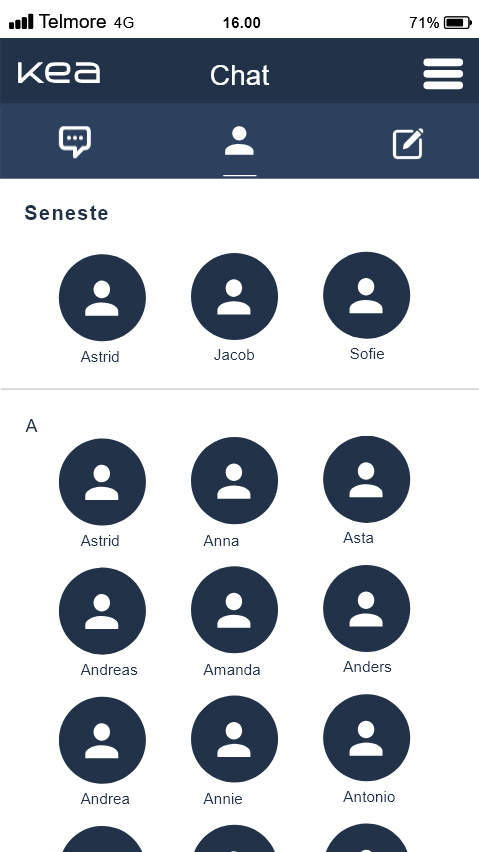 Telmore 4G 16.00 71%
kea Chat
Seneste
Astrid Jacob Sofie
A
Astrid Anna Asta
Andreas Amanda Anders
Andrea Annie Antonio